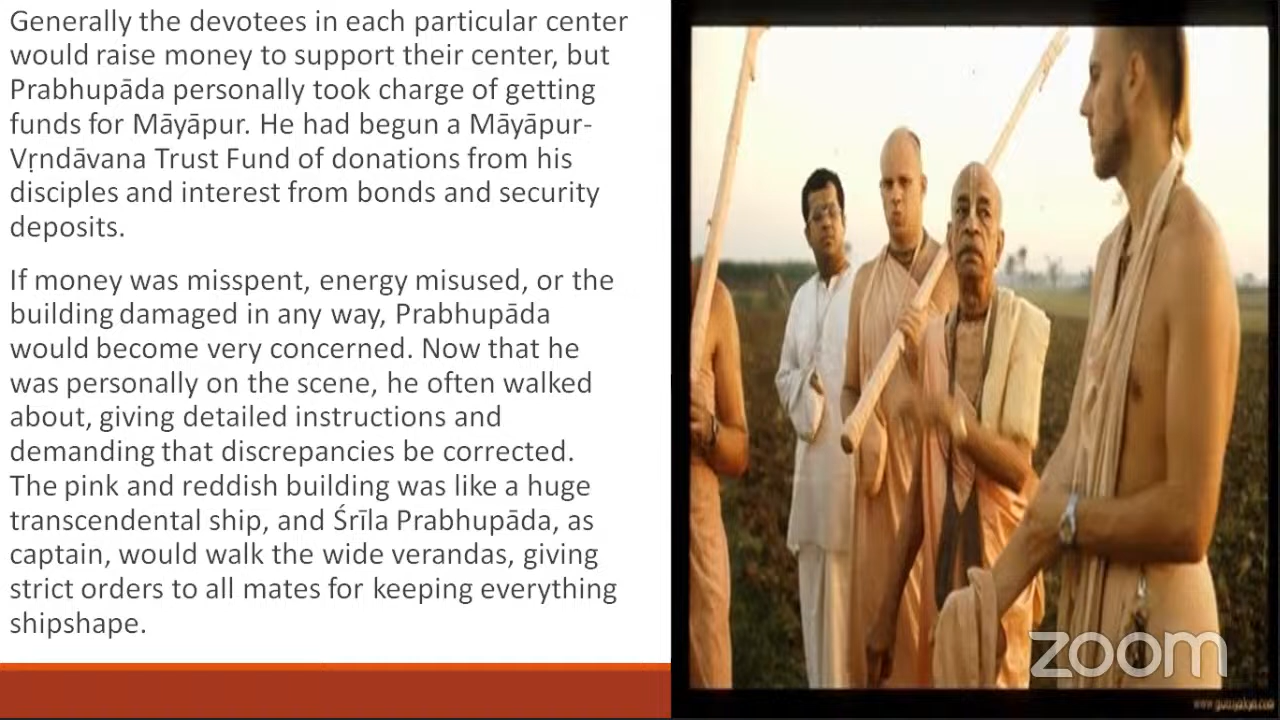 Generally the devotees in each particular center
would raise money to support their center, but
Prabhupāda personally took charge of getting
funds for Māyāpur. He had begun a Māyāpur-
Vṛndāvana Trust Fund of donations from his
disciples and interest from bonds and security
deposits.
If money was misspent, energy misused, or the
building damaged in any way, Prabhupāda
would become very concerned. Now that he
was personally on the scene, he often walked
about, giving detailed instructions and
demanding that discrepancies be corrected.
The pink and reddish building was like a huge
transcendental ship, and Śrīla Prabhupāda, as
captain, would walk the wide verandas, giving
strict orders to all mates for keeping everything
shipshape.
zoom